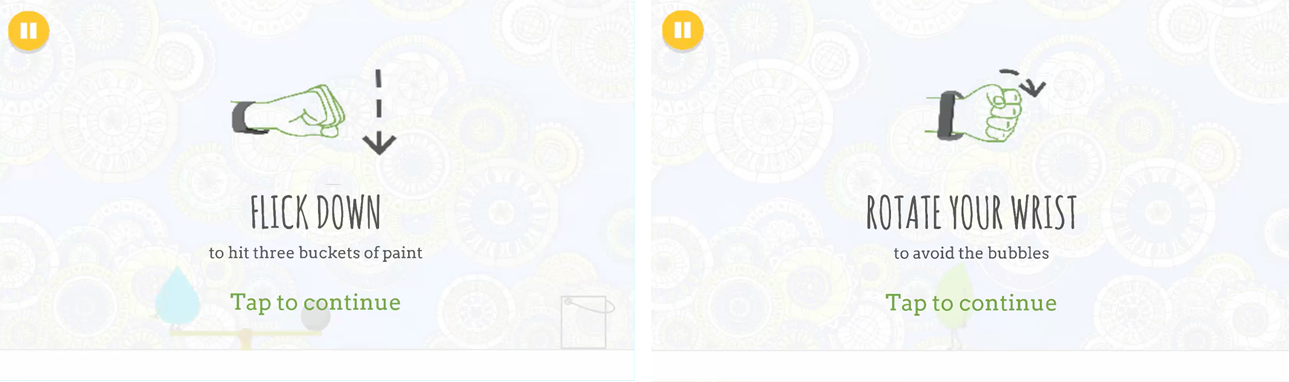 FLICK DOWN
to hit three buckets of paint
Tap to continue
ROTATE YOUR WRIST
to avoid the bubbles
Tap to continue